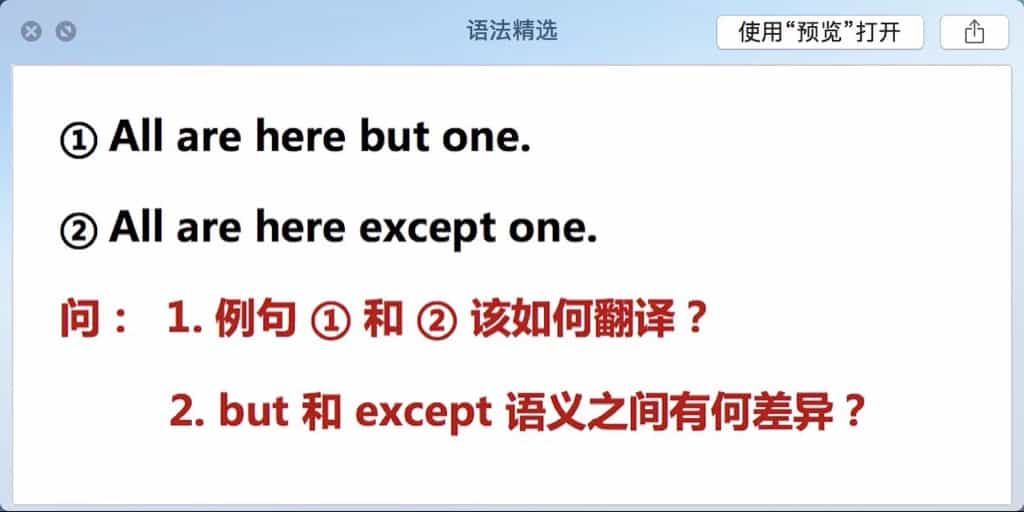 语法精选
使用“预览”打开
① All are here but one.
② All are here except one.
问： 1. 例句 ① 和 ② 该如何翻译？
2. but 和 except 语义之间有何差异？